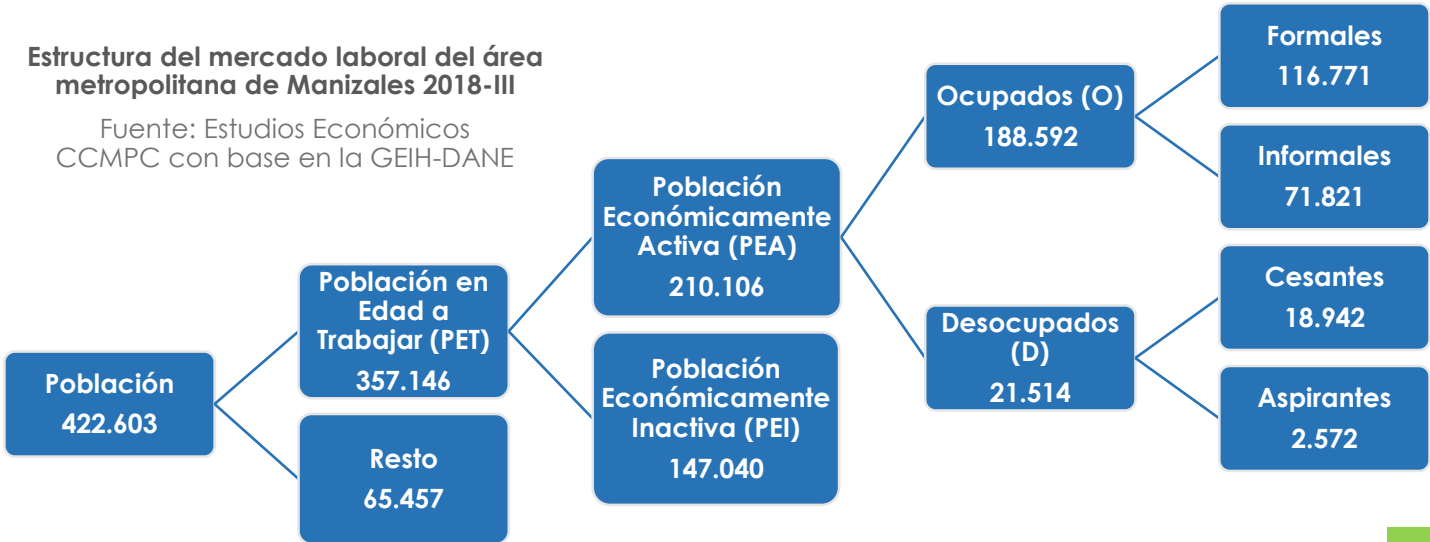 Estructura del mercado laboral del área
metropolitana de Manizales 2018-III
Fuente: Estudios Económicos
CCMPC con base en la GEIH-DANE
Población
422.603
Población en
Edad a
Trabajar (PET)
357.146
Resto
65.457
Población
Económicamente
Activa (PEA)
210.106
Población
Económicamente
Inactiva (PEI)
147.040
Ocupados (O)
188.592
Desocupados
(D)
21.514
Formales
116.771
Informales
71.821
Cesantes
18.942
Aspirantes
2.572